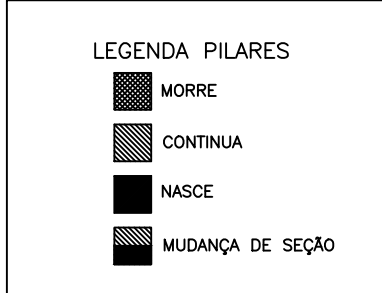 LEGENDA PILARES
MORRE
CONTINUA
NASCE
MUDANÇA DE SEÇÃO